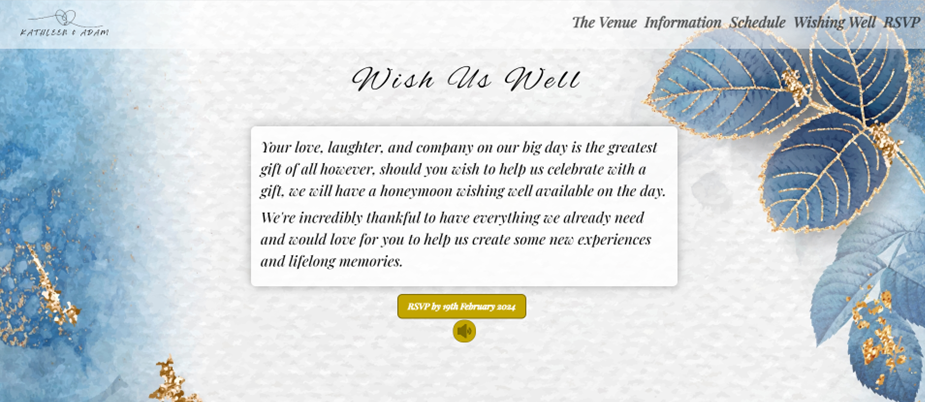 KATHLEEN & ADAM
The Venue Information Schedule Wishing Well RSVP
Wish Us Well
Your love, laughter, and company on our big day is the greatest
gift of all however, should you wish to help us celebrate with a
gift, we will have a honeymoon wishing well available on the day.
We're incredibly thankful to have everything we already need
and would love for you to help us create some new experiences
and lifelong memories.
RSVP by 19th February 2024